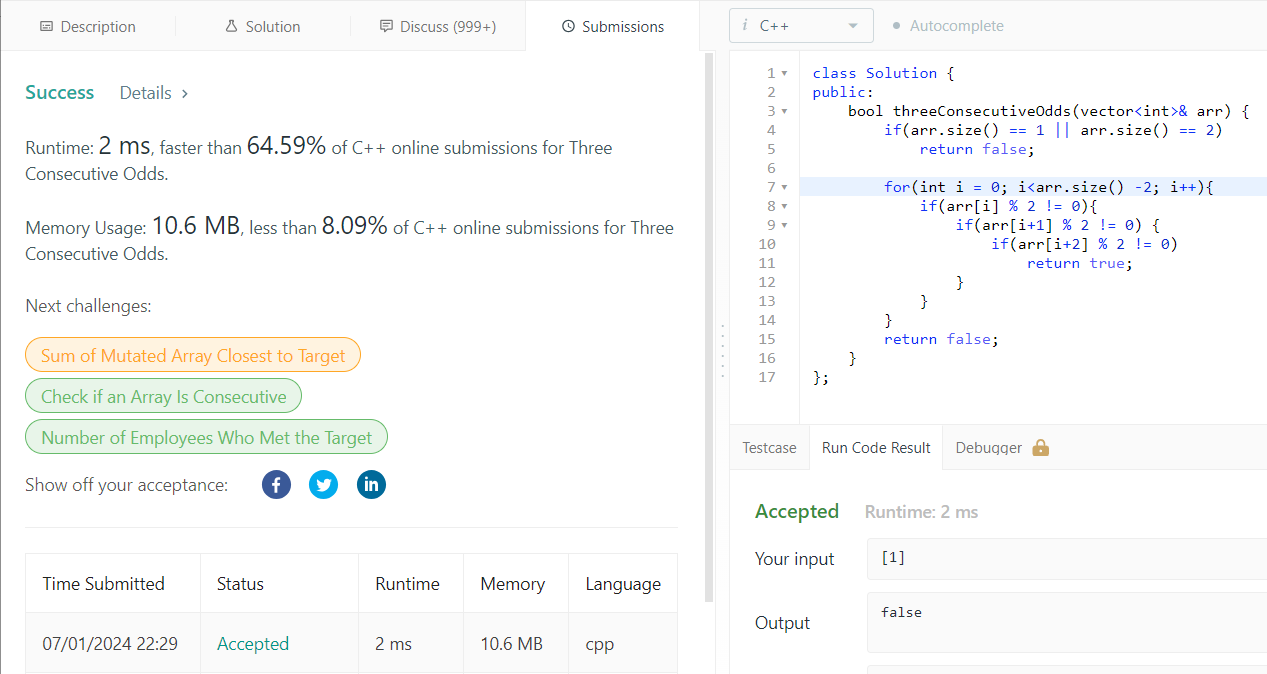 Description
Solution
Discuss (999+)
Submissions
Success Details >
Runtime: 2 ms, faster than 64.59% of C++ online submissions for Three
Consecutive Odds.
Memory Usage: 10.6 MB, less than 8.09% of C++ online submissions for Three
Consecutive Odds.
Next challenges:
Sum of Mutated Array Closest to Target
Check if an Array Is Consecutive
Number of Employees Who Met the Target
Show off your acceptance: f in
Time Submitted Status Runtime Memory Language
07/01/2024 22:29 Accepted 2 ms 10.6 MB cpp
i C++ Autocomplete
1 class Solution {
2 public:
3     bool threeConsecutiveOdds(vector<int>& arr) {
4         if(arr.size() == 1 || arr.size() == 2)
5             return false;
6
7         for(int i = 0; i<arr.size() -2; i++){
8             if(arr[i] % 2 != 0){
9                 if(arr[i+1] % 2 != 0) {
10                     if(arr[i+2] % 2 != 0)
11                         return true;
12                 }
13             }
14         }
15         return false;
16     }
17 };
Testcase Run Code Result Debugger
Accepted Runtime: 2 ms
Your input [1]
Output false